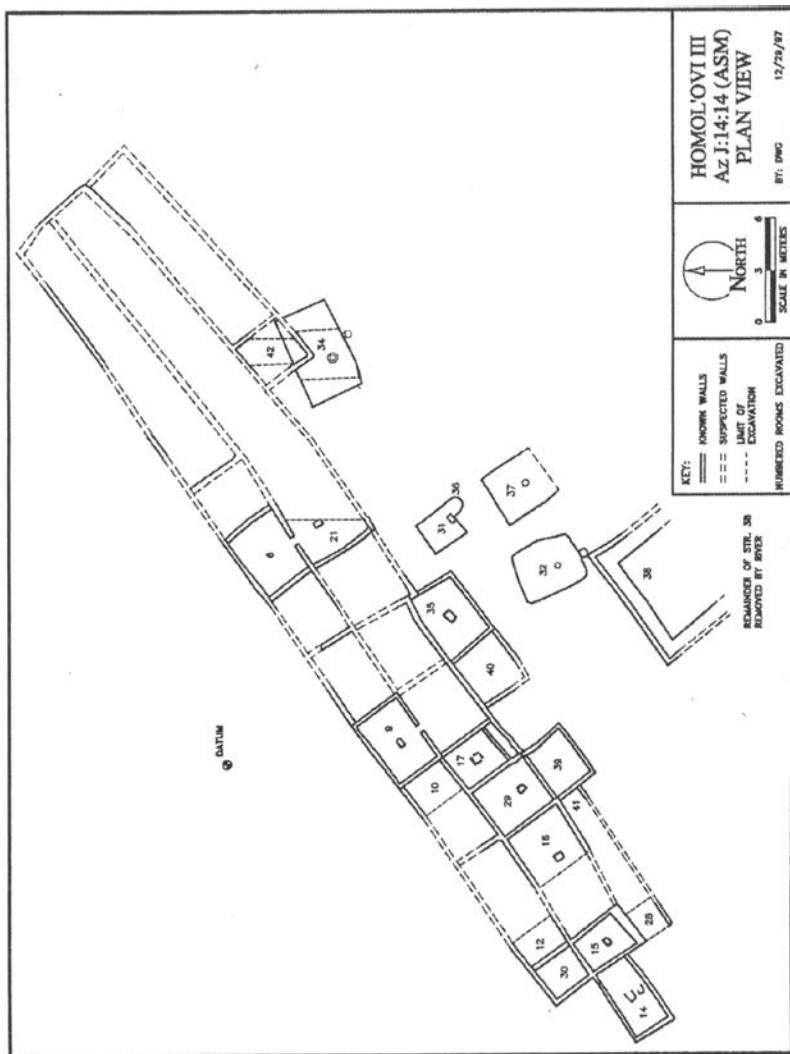 HOMOL'OVI III
Az J:14:14 (ASM)
PLAN VIEW
BY: DWG 12/29/97
NORTH
0 3 6
SCALE IN METERS
KEY:
KNOWN WALLS
SUSPECTED WALLS
LIMIT OF
EXCAVATION
NUMBERED ROOMS EXCAVATED
DATUM
42
34
6
21
31
36
37
32
38
REMAINDER OF STR. 38
REMOVED BY RIVER
35
40
9
10
17
29
39
41
12
30
15
28
14